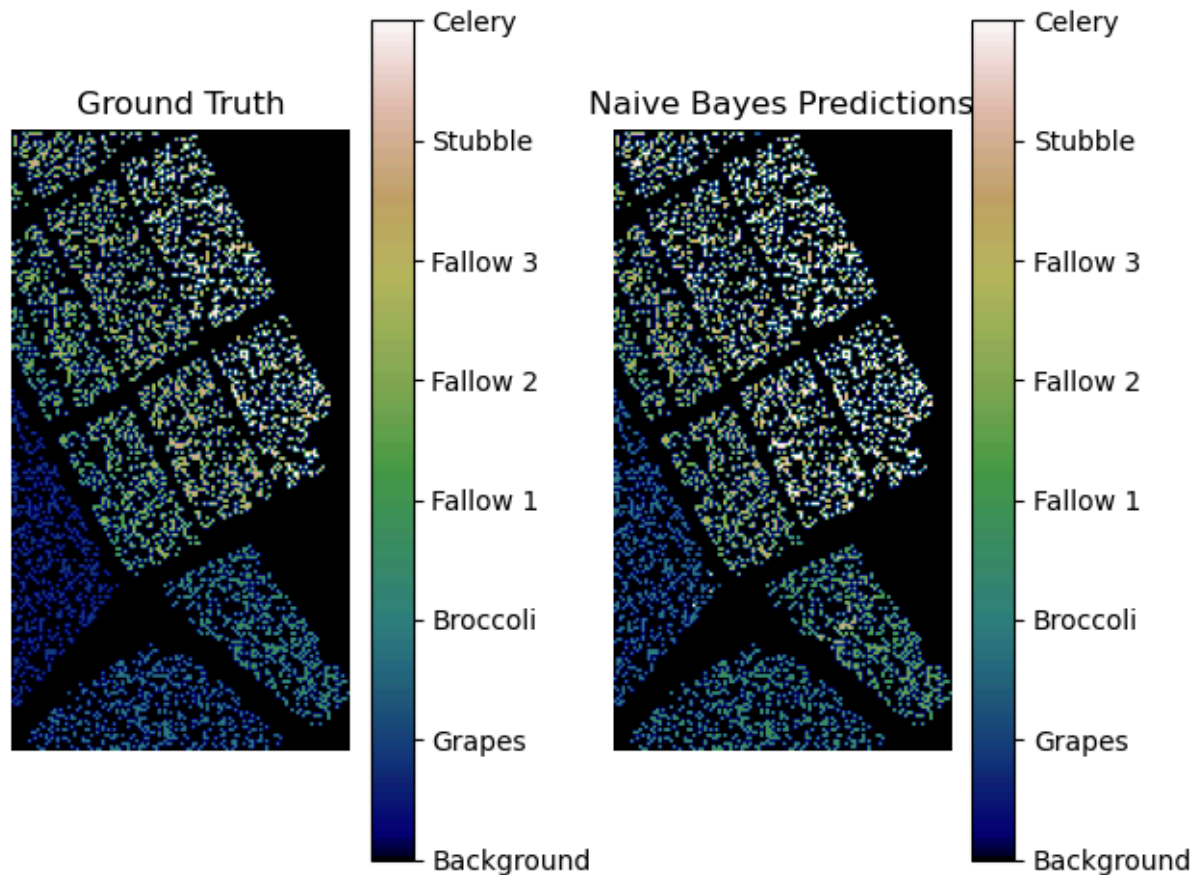 Ground Truth
Celery
Stubble
Fallow 3
Fallow 2
Fallow 1
Broccoli
Grapes
Background
Naive Bayes Predictions
Celery
Stubble
Fallow 3
Fallow 2
Fallow 1
Broccoli
Grapes
Background